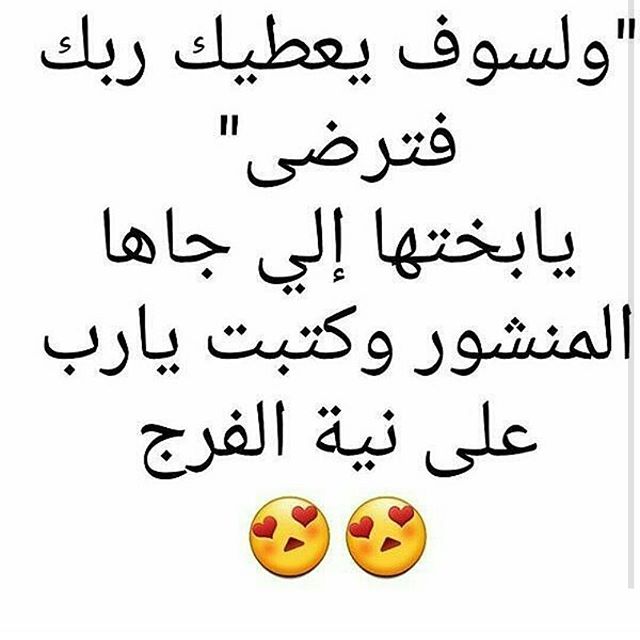 "ولسوف يعطيك ربك
فترضى"
يابختها إلي جاها
المنشور وكتبت يارب
على نية الفرج